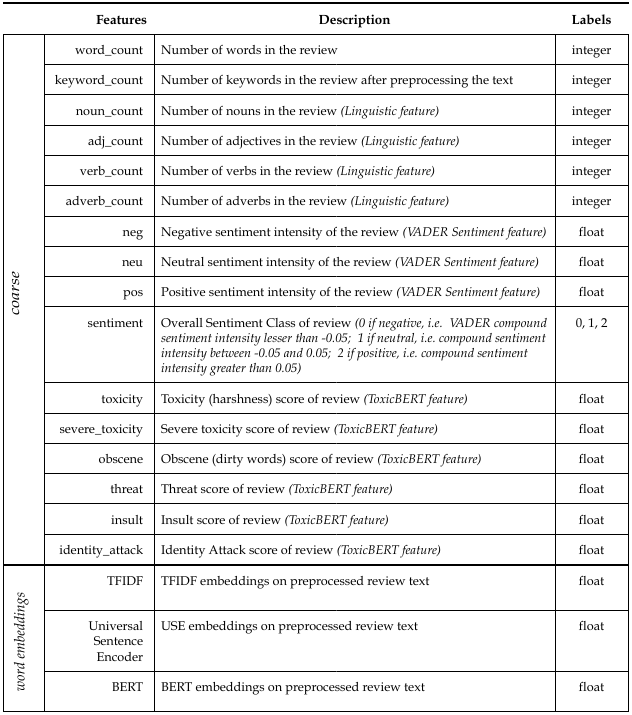 Features Description Labels
coarse
word_count Number of words in the review integer
keyword_count Number of keywords in the review after preprocessing the text integer
noun_count Number of nouns in the review (Linguistic feature) integer
adj_count Number of adjectives in the review (Linguistic feature) integer
verb_count Number of verbs in the review (Linguistic feature) integer
adverb_count Number of adverbs in the review (Linguistic feature) integer
neg Negative sentiment intensity of the review (VADER Sentiment feature) float
neu Neutral sentiment intensity of the review (VADER Sentiment feature) float
pos Positive sentiment intensity of the review (VADER Sentiment feature) float
sentiment Overall Sentiment Class of review (0 if negative, i.e. VADER compound 0, 1, 2
sentiment intensity lesser than -0.05; 1 if neutral, i.e. compound sentiment
intensity between -0.05 and 0.05; 2 if positive, i.e. compound sentiment
intensity greater than 0.05)
toxicity Toxicity (harshness) score of review (ToxicBERT feature) float
severe_toxicity Severe toxicity score of review (ToxicBERT feature) float
obscene Obscene (dirty words) score of review (ToxicBERT feature) float
threat Threat score of review (ToxicBERT feature) float
insult Insult score of review (ToxicBERT feature) float
identity_attack Identity Attack score of review (ToxicBERT feature) float
word embeddings
TFIDF TFIDF embeddings on preprocessed review text float
Universal USE embeddings on preprocessed review text float
Sentence
Encoder
BERT BERT embeddings on preprocessed review text float